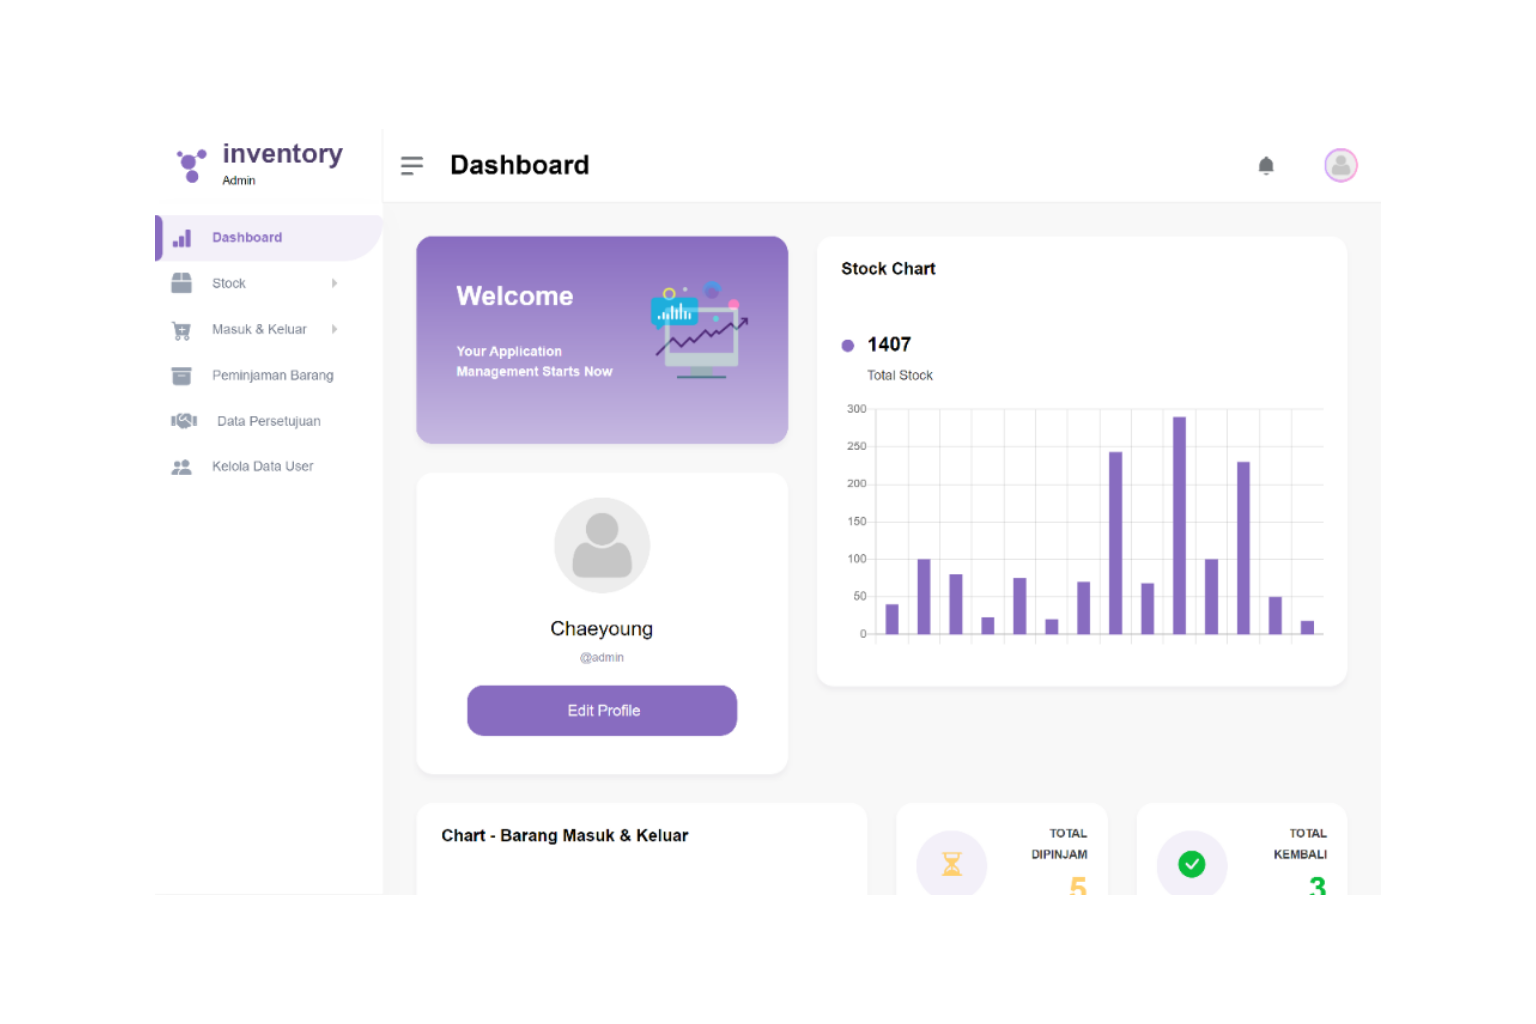 inventory
Admin
Dashboard
Dashboard
Stock
Masuk & Keluar
Peminjaman Barang
Data Persetujuan
Kelola Data User
Welcome
Your Application
Management Starts Now
Chaeyoung
@admin
Edit Profile
Stock Chart
1407
Total Stock
300
250
200
150
100
50
0
Chart - Barang Masuk & Keluar
TOTAL
DIPINJAM
5
TOTAL
KEMBALI
3